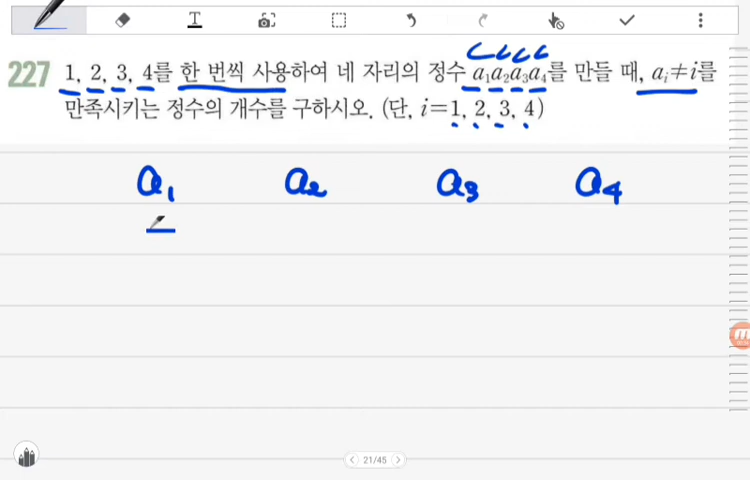 T
227 1, 2, 3, 4를 한 번씩 사용하여 네 자리의 정수 a₁a₂a₃a₄를 만들 때, aᵢ≠i를
만족시키는 정수의 개수를 구하시오. (단, i=1, 2, 3, 4)
a₁ a₂ a₃ a₄
21/45